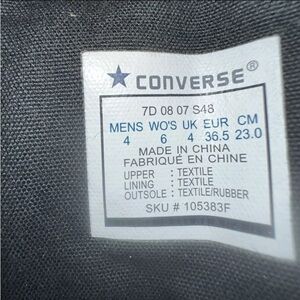 CONVERSE®
7D 08 07 S48
MENS WO'S UK EUR CM
4 6 4 36.5 23.0
MADE IN CHINA
FABRIQUÉ EN CHINE
UPPER : TEXTILE
LINING : TEXTILE
OUTSOLE : TEXTILE/RUBBER
SKU # 105383F